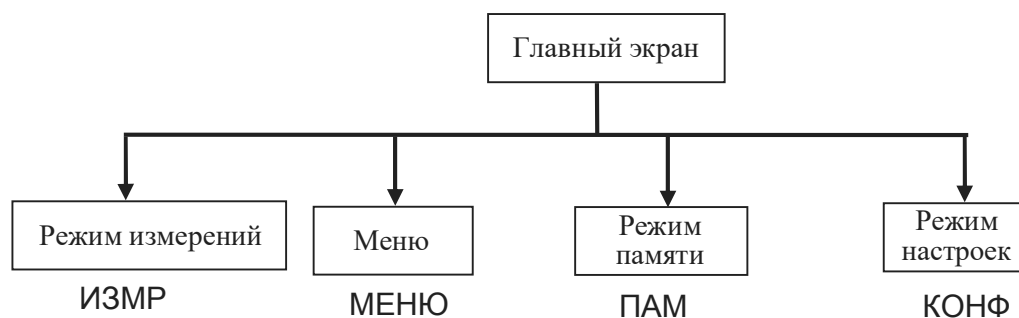 Главный экран
Режим измерений
Меню
Режим
памяти
Режим
настроек
ИЗМР
МЕНЮ
ПАМ
КОНФ